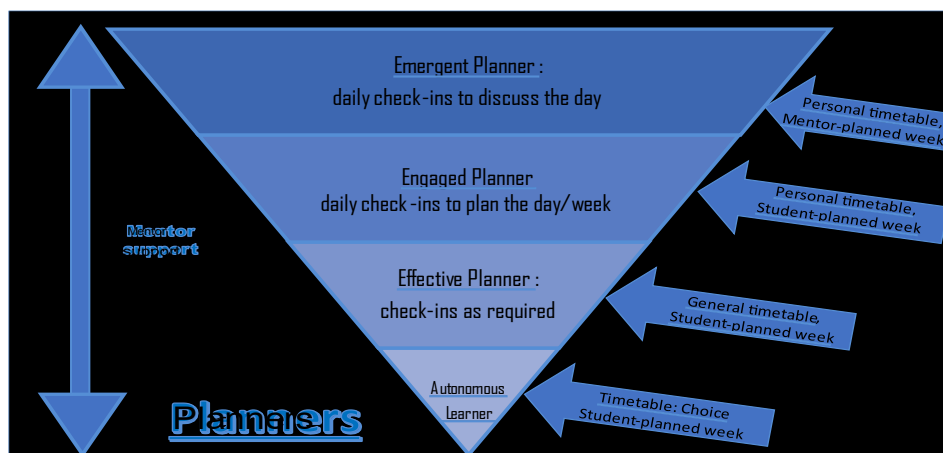 Emergent Planner :
daily check-ins to discuss the day
Personal timetable,
Mentor-planned week
Engaged Planner
daily check -ins to plan the day/week
Personal timetable,
Student-planned week
Mentor
support
Effective Planner :
check-ins as required
General timetable,
Student-planned week
Autonomous
Learner
Timetable: Choice
Student-planned week
Planners